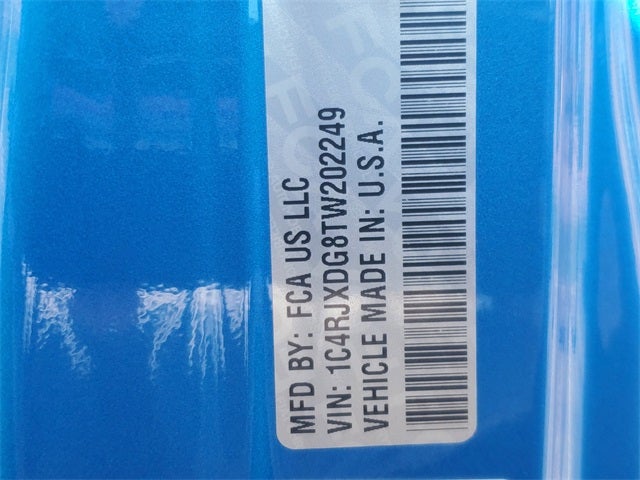 MFD BY: FCA US LLC
VIN: 1C4RJXDG8TW202249
VEHICLE MADE IN: U.S.A.